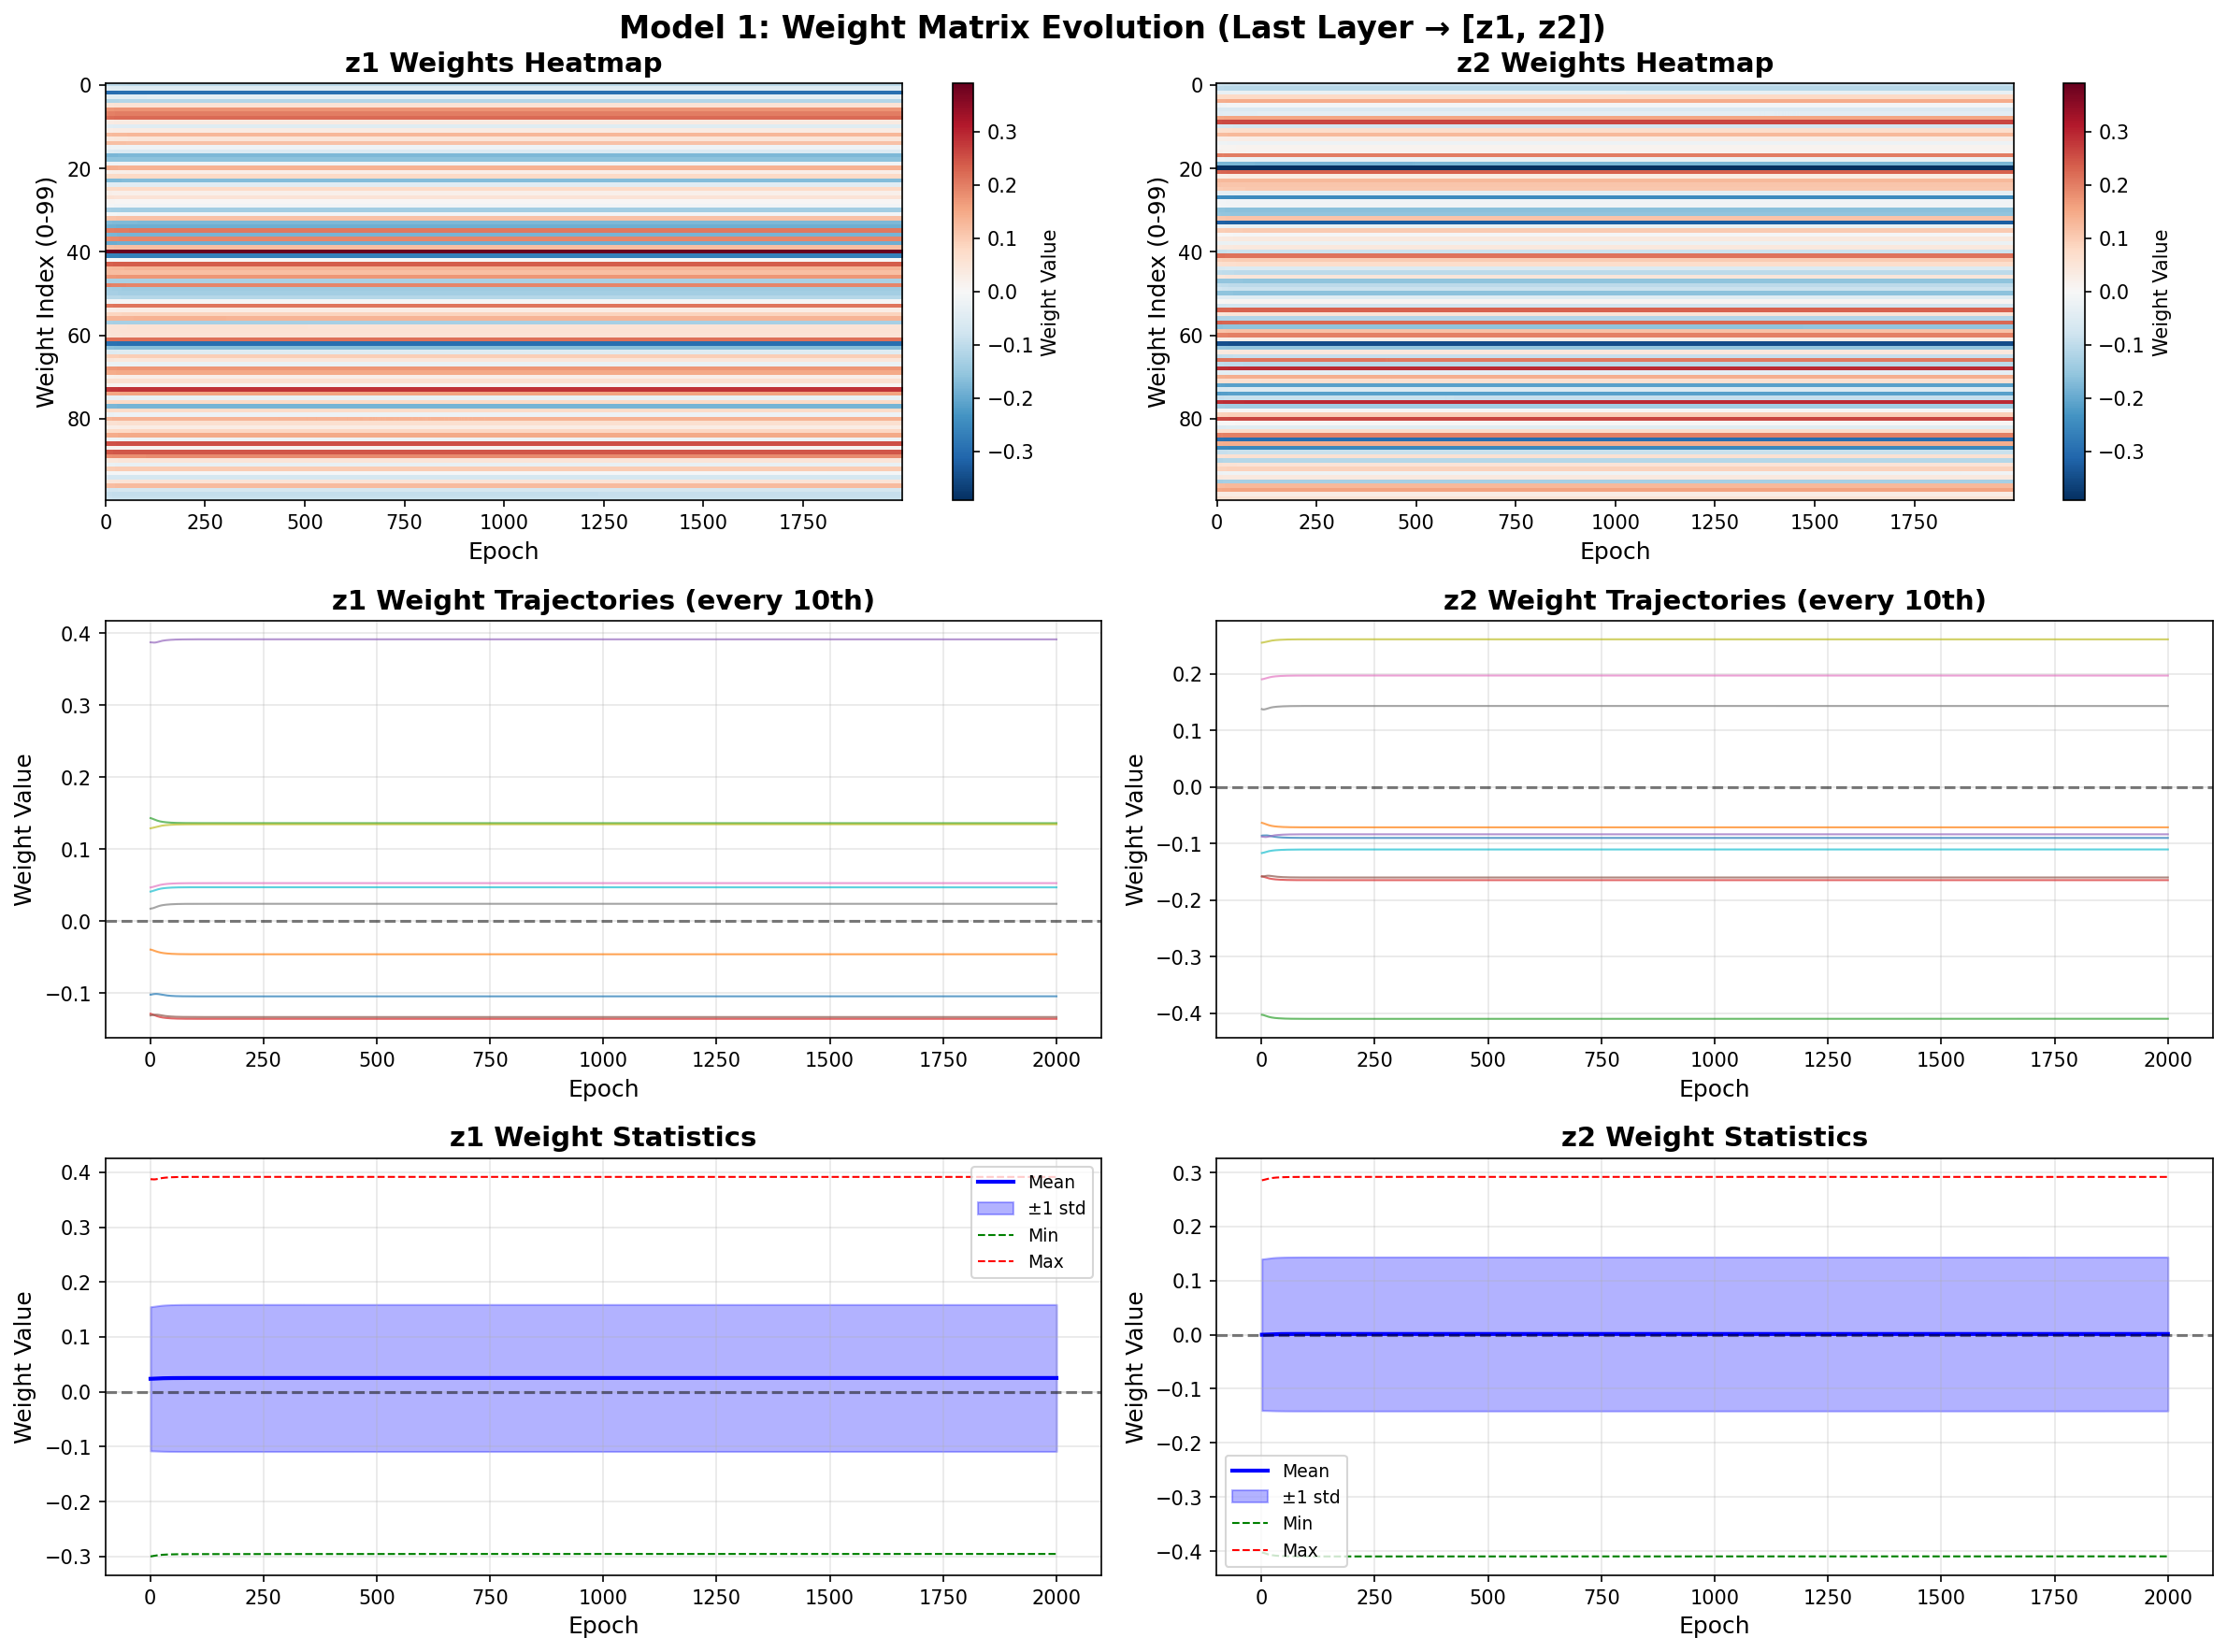 Model 1: Weight Matrix Evolution (Last Layer → [z1, z2])
z1 Weights Heatmap
0
20
40
60
80
Weight Index (0-99)
0 250 500 750 1000 1250 1500 1750
Epoch
0.3
0.2
0.1
0.0
−0.1
−0.2
−0.3
Weight Value
z2 Weights Heatmap
0
20
40
60
80
Weight Index (0-99)
0 250 500 750 1000 1250 1500 1750
Epoch
0.3
0.2
0.1
0.0
−0.1
−0.2
−0.3
Weight Value
z1 Weight Trajectories (every 10th)
0.4
0.3
0.2
0.1
0.0
−0.1
Weight Value
0 250 500 750 1000 1250 1500 1750 2000
Epoch
z2 Weight Trajectories (every 10th)
0.2
0.1
0.0
−0.1
−0.2
−0.3
−0.4
Weight Value
0 250 500 750 1000 1250 1500 1750 2000
Epoch
z1 Weight Statistics
0.4
0.3
0.2
0.1
0.0
−0.1
−0.2
−0.3
Weight Value
Mean
±1 std
Min
Max
0 250 500 750 1000 1250 1500 1750 2000
Epoch
z2 Weight Statistics
0.3
0.2
0.1
0.0
−0.1
−0.2
−0.3
−0.4
Weight Value
Mean
±1 std
Min
Max
0 250 500 750 1000 1250 1500 1750 2000
Epoch